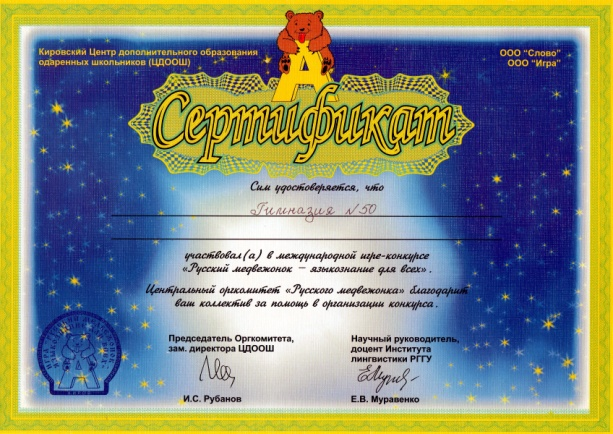 Кировский Центр дополнительного образования
одаренных школьников (ЦДООШ)
ООО "Слово"
ООО "Игра"
А
Сертификат
Сим удостоверяется, что
Гимназия №50
участвовал(а) в международной игре-конкурсе
«Русский медвежонок – языкознание для всех».
Центральный оргкомитет «Русского медвежонка» благодарит
ваш коллектив за помощь в организации конкурса.
Председатель Оргкомитета,
зам. директора ЦДООШ
И.С. Рубанов
Научный руководитель,
доцент Института
лингвистики РГГУ
Е.В. Муравенко